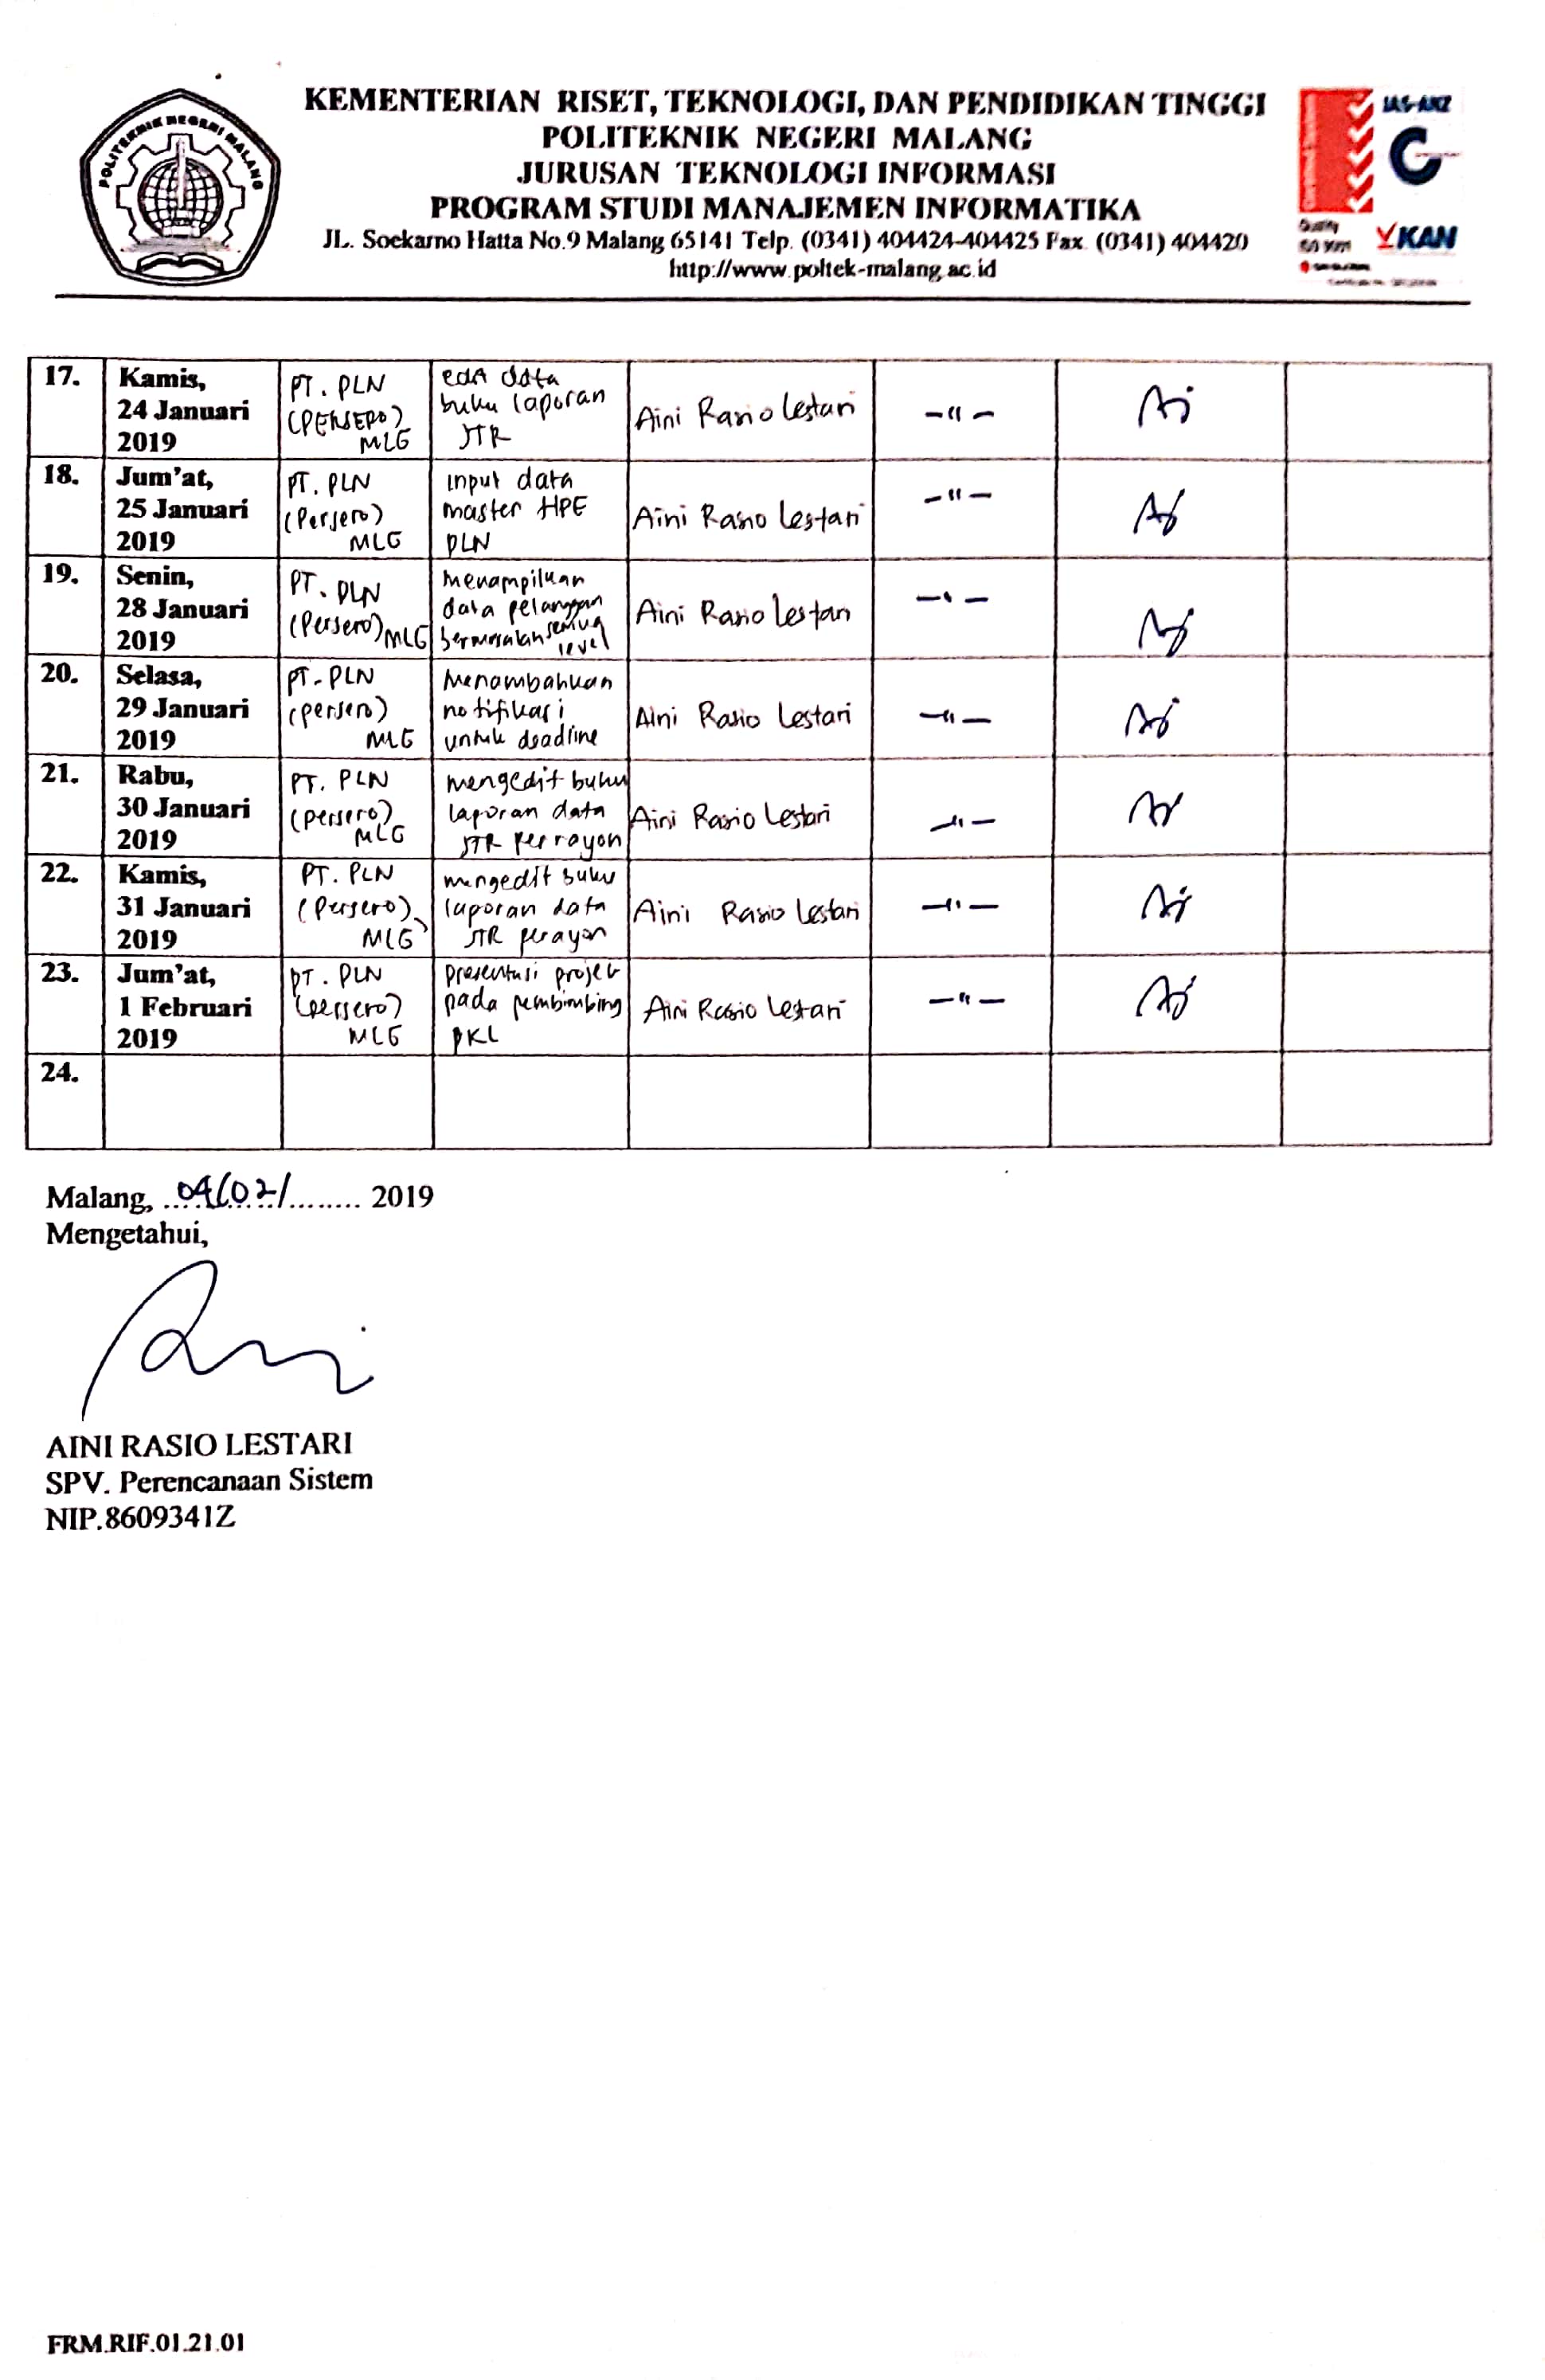 POLITEKNIK NEGERI MALANG
KEMENTERIAN RISET, TEKNOLOGI, DAN PENDIDIKAN TINGGI
POLITEKNIK NEGERI MALANG
JURUSAN TEKNOLOGI INFORMASI
PROGRAM STUDI MANAJEMEN INFORMATIKA
JL. Soekarno Hatta No.9 Malang 65141 Telp. (0341) 404424-404425 Fax. (0341) 404420
http://www.poltek-malang.ac.id
JAS-ANZ
KAN
17.
Kamis,
24 Januari
2019
PT. PLN
(PERSERO)
MLG
edit data
buku laporan
JTR
Aini Rasio Lestari
-"-
18.
Jum'at,
25 Januari
2019
PT. PLN
(Persero)
MLG
input data
master HPE
PLN
Aini Rasio Lestari
-"-
19.
Senin,
28 Januari
2019
PT. PLN
(Persero) MLG
Menampilkan
data pelanggan
bermasalah semua
level
Aini Rasio Lestari
-"-
20.
Selasa,
29 Januari
2019
PT. PLN
(persero)
MLG
Menambahkan
notifikasi
untuk deadline
Aini Rasio Lestari
-"-
21.
Rabu,
30 Januari
2019
PT. PLN
(persero)
MLG
mengedit buku
laporan data
JTR per rayon
Aini Rasio Lestari
-"-
22.
Kamis,
31 Januari
2019
PT. PLN
(Persero)
MLG
mengedit buku
laporan data
JTR perayon
Aini Rasio Lestari
-"-
23.
Jum'at,
1 Februari
2019
PT. PLN
(persero)
MLG
presentasi projek
pada pembimbing
PKL
Aini Rasio Lestari
-"-
24.
Malang, 04/02/........ 2019
Mengetahui,
AINI RASIO LESTARI
SPV. Perencanaan Sistem
NIP.8609341Z
FRM.RIF.01.21.01